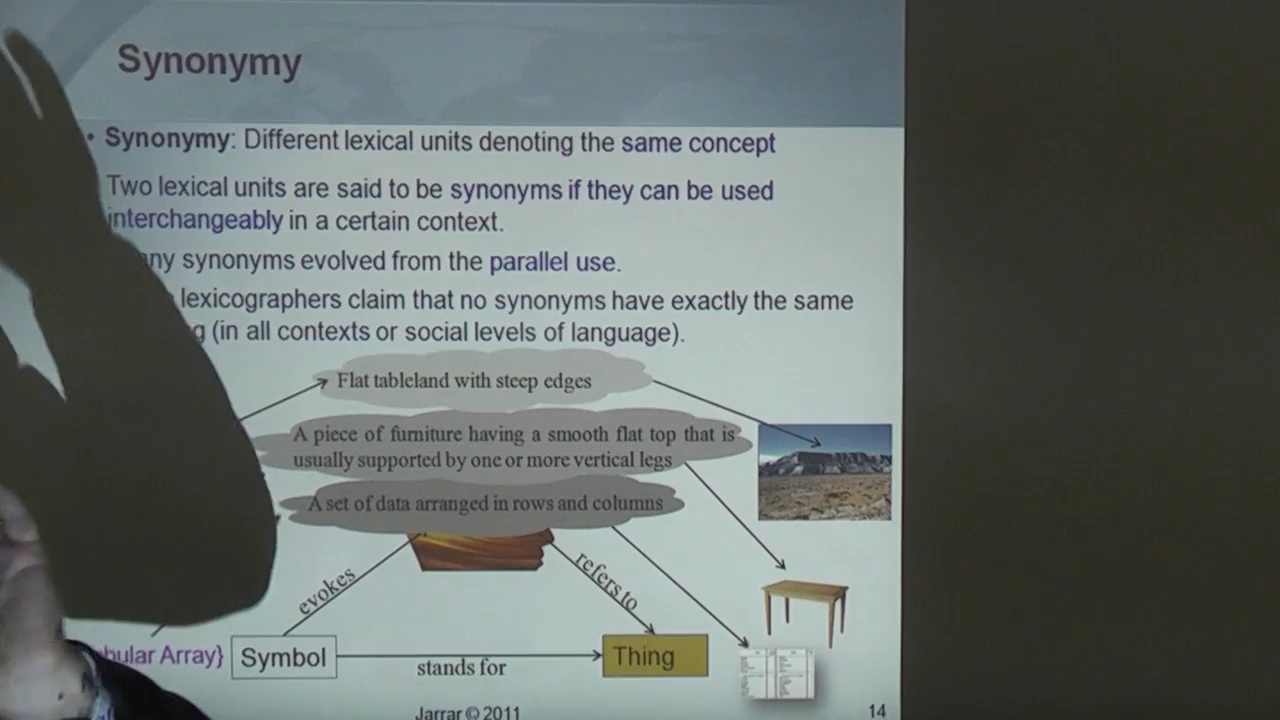 Synonymy
• Synonymy: Different lexical units denoting the same concept
Two lexical units are said to be synonyms if they can be used
interchangeably in a certain context.
synonyms evolved from the parallel use.
lexicographers claim that no synonyms have exactly the same
(in all contexts or social levels of language).
Flat tableland with steep edges
A piece of furniture having a smooth flat top that is
usually supported by one or more vertical legs
A set of data arranged in rows and columns
evokes
refers to
Array}
Symbol
stands for
Thing
Jarrar © 2011
14